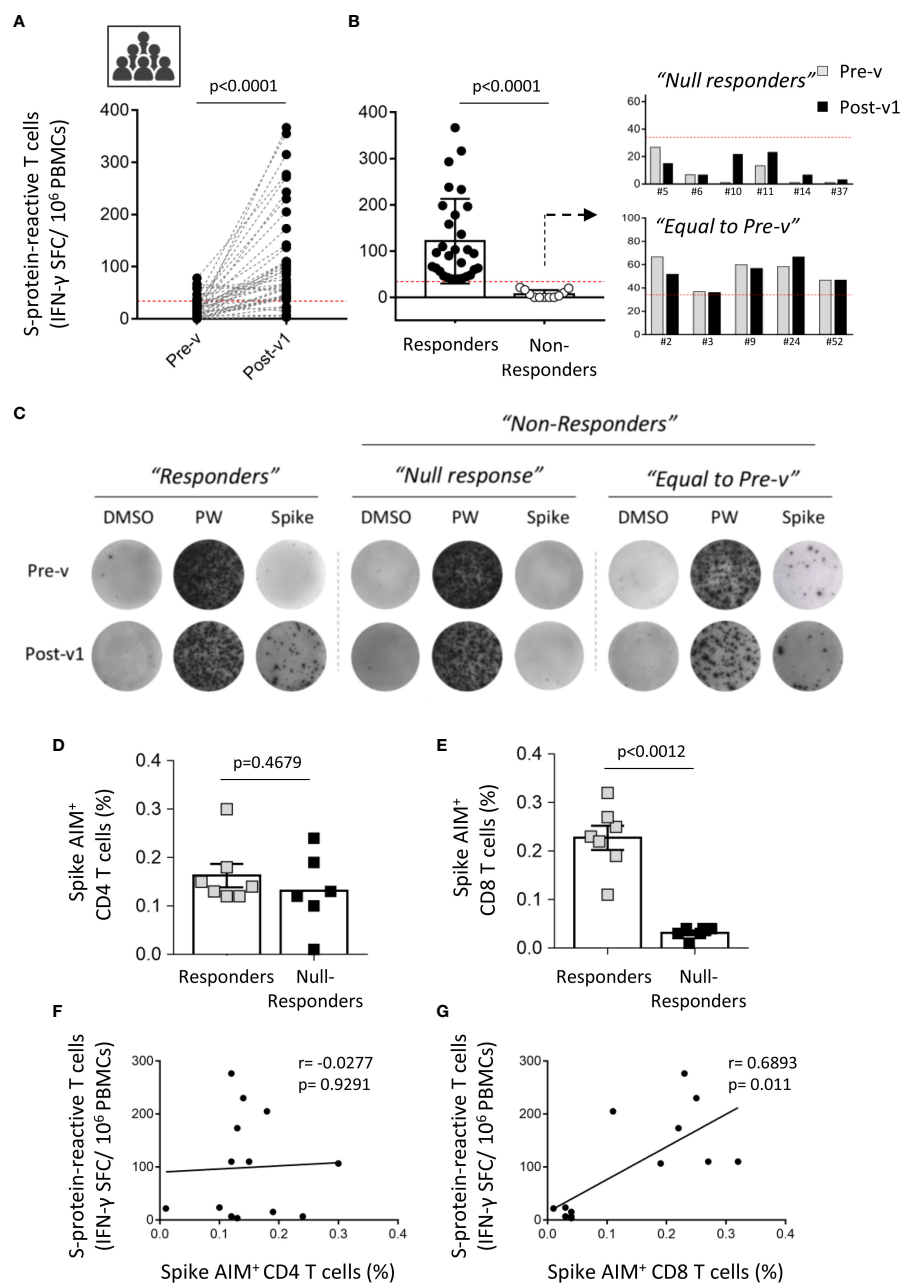 A
B
p<0.0001
S-protein-reactive T cells
(IFN-γ SFC/ 10⁶ PBMCs)
400
300
200
100
0
Pre-v
Post-v1
p<0.0001
400
300
200
100
0
Responders
Non-
Responders
"Null responders"
Pre-v
Post-v1
60
40
20
0
#5 #6 #10 #11 #14 #37
"Equal to Pre-v"
100
80
60
40
20
0
#2 #3 #9 #24 #52
C
"Non-Responders"
"Responders" "Null response" "Equal to Pre-v"
DMSO PW Spike DMSO PW Spike DMSO PW Spike
Pre-v
Post-v1
D
p=0.4679
Spike AIM⁺
CD4 T cells (%)
0.4
0.3
0.2
0.1
0.0
Responders
Null-
Responders
E
p<0.0012
Spike AIM⁺
CD8 T cells (%)
0.4
0.3
0.2
0.1
0.0
Responders
Null-
Responders
F
S-protein-reactive T cells
(IFN-γ SFC/ 10⁶ PBMCs)
r= -0.0277
p= 0.9291
300
200
100
0
0.0 0.1 0.2 0.3 0.4
Spike AIM⁺ CD4 T cells (%)
G
S-protein-reactive T cells
(IFN-γ SFC/ 10⁶ PBMCs)
r= 0.6893
p= 0.011
300
200
100
0
0.0 0.1 0.2 0.3 0.4
Spike AIM⁺ CD8 T cells (%)